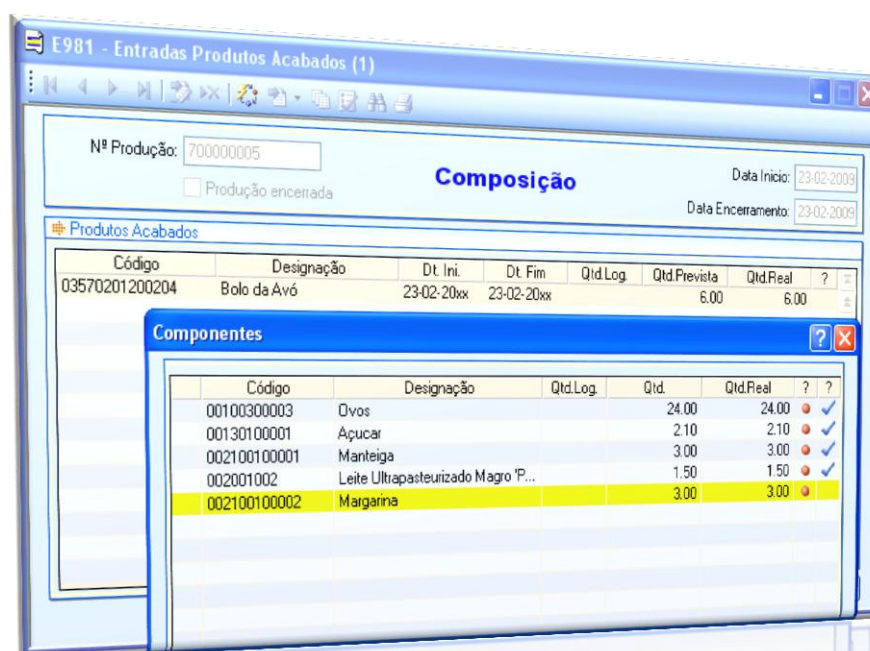 E981 - Entradas Produtos Acabados (1)
Nº Produção: 700000005
Produção encerrada
Composição
Data Inicio: 23-02-2009
Data Encerramento: 23-02-2009
Produtos Acabados
Código Designação Dt. Ini. Dt. Fim Qtd.Log. Qtd.Prevista Qtd.Real ?
03570201200204 Bolo da Avó 23-02-20xx 23-02-20xx 6.00 6.00
Componentes
Código Designação Qtd.Log. Qtd. Qtd.Real ? ?
00100300003 Ovos 24.00 24.00
00130100001 Açucar 2.10 2.10
002100100001 Manteiga 3.00 3.00
002001002 Leite Ultrapasteurizado Magro 'P... 1.50 1.50
002100100002 Margarina 3.00 3.00